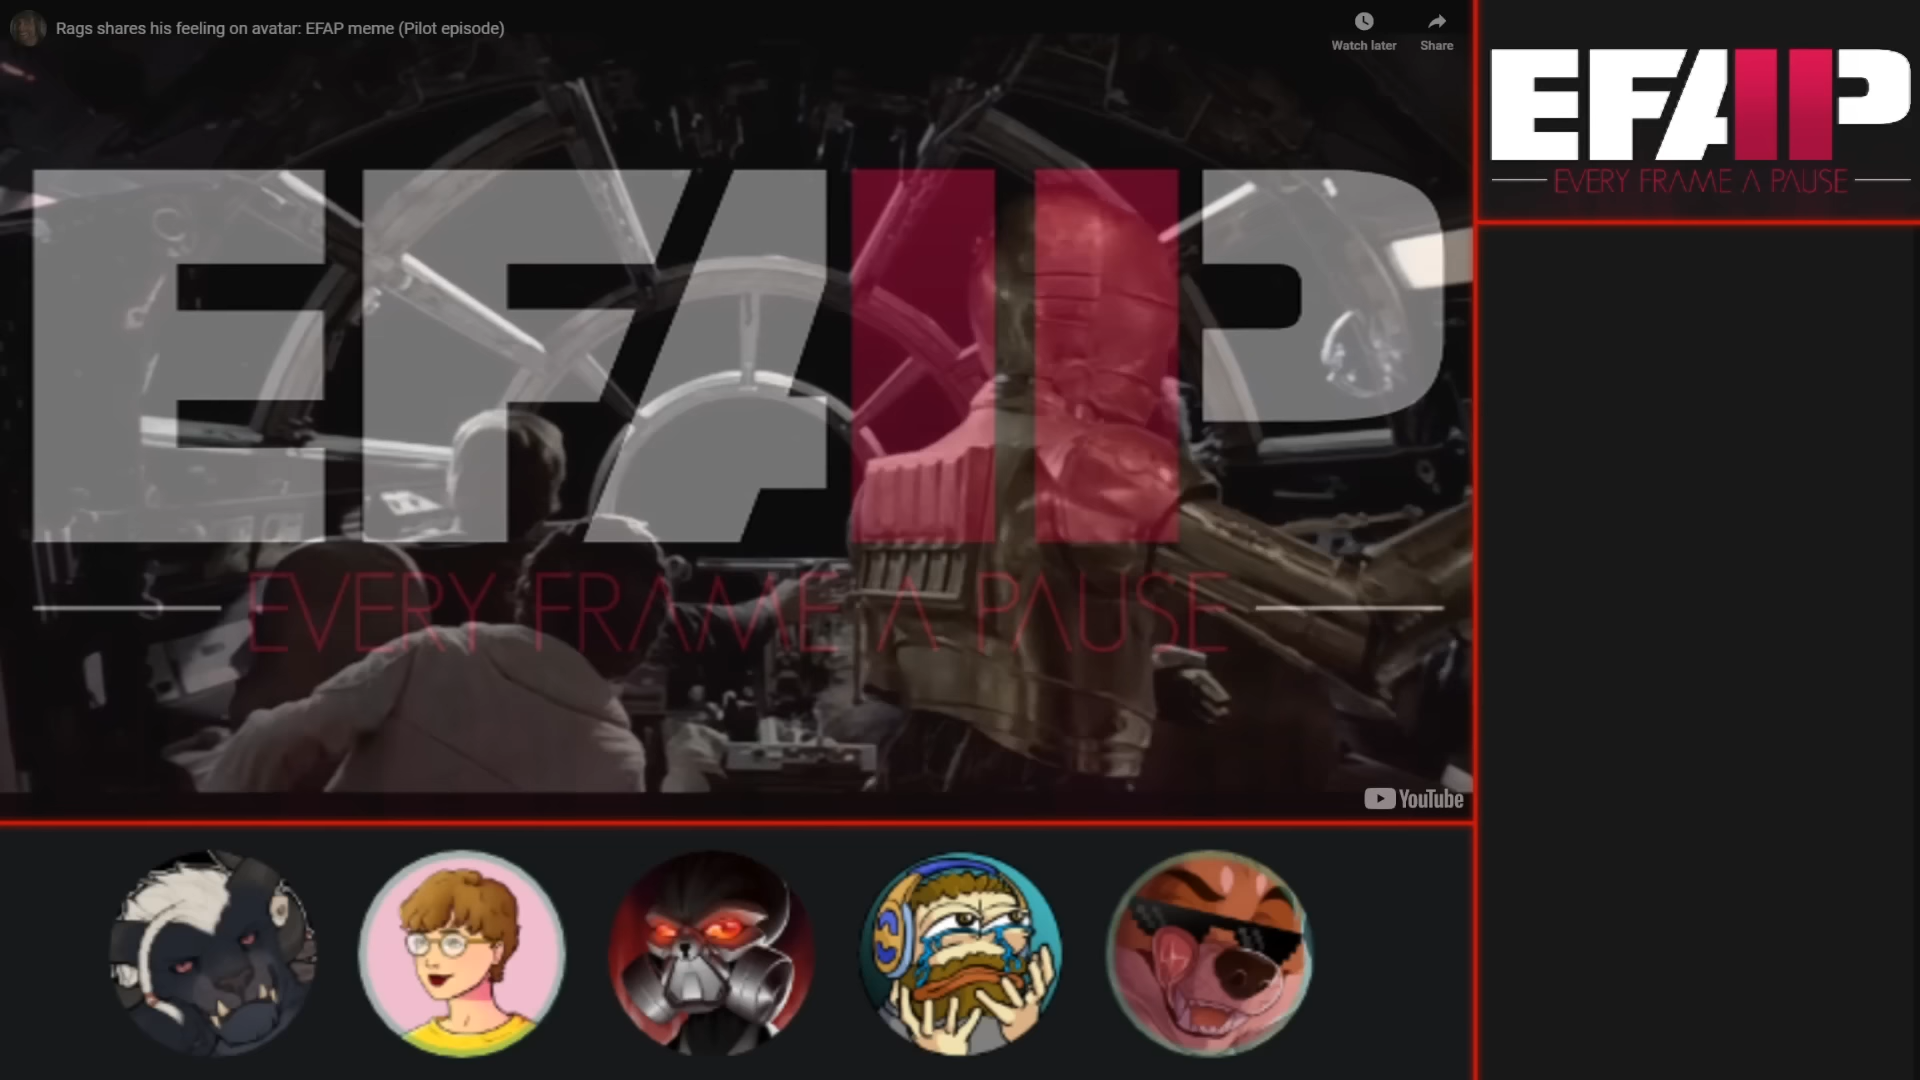 Rags shares his feeling on avatar: EFAP meme (Pilot episode)
Watch later
Share
EFAP
EVERY FRAME A PAUSE
EFAP
EVERY FRAME A PAUSE
YouTube